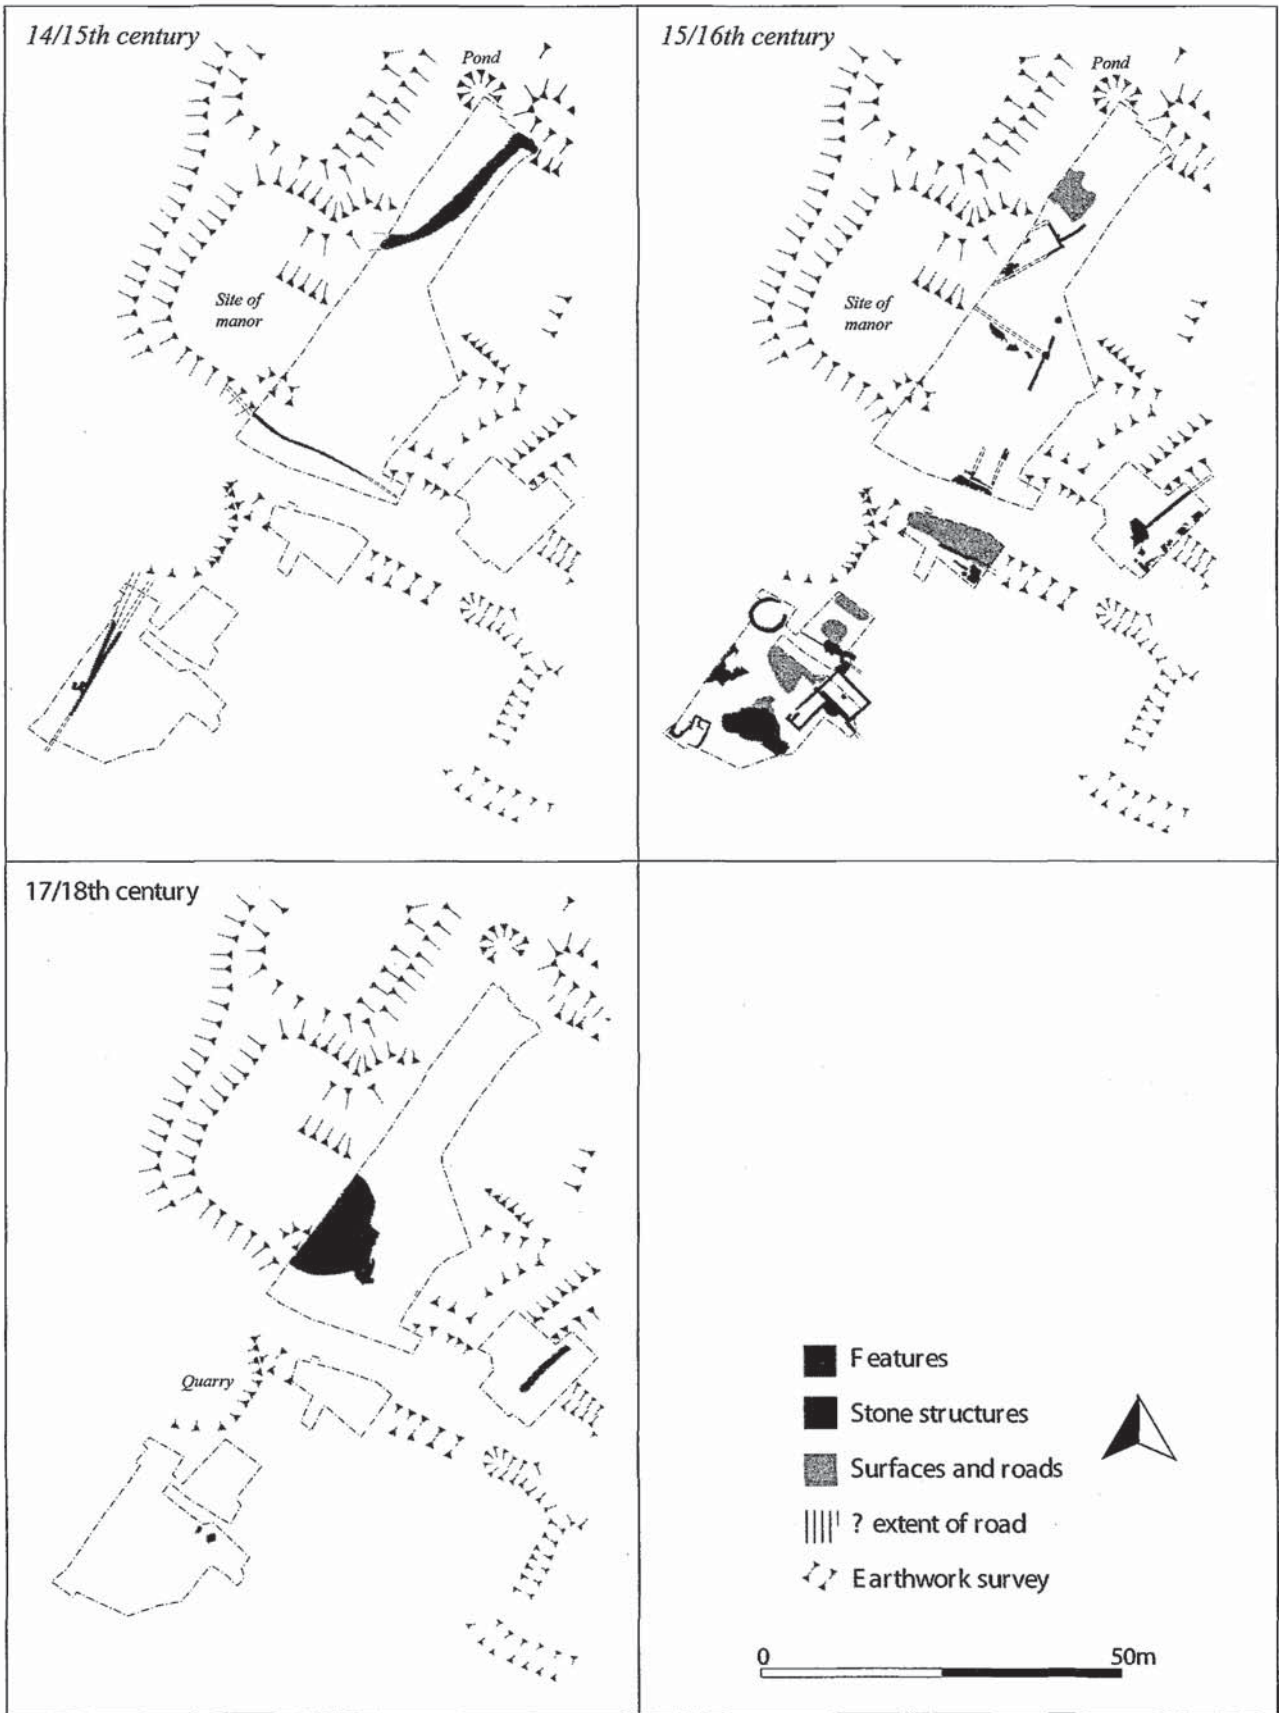 14/15th century
Pond
Site of
manor
15/16th century
Pond
Site of
manor
17/18th century
Quarry
Features
Stone structures
Surfaces and roads
? extent of road
Earthwork survey
0 50m